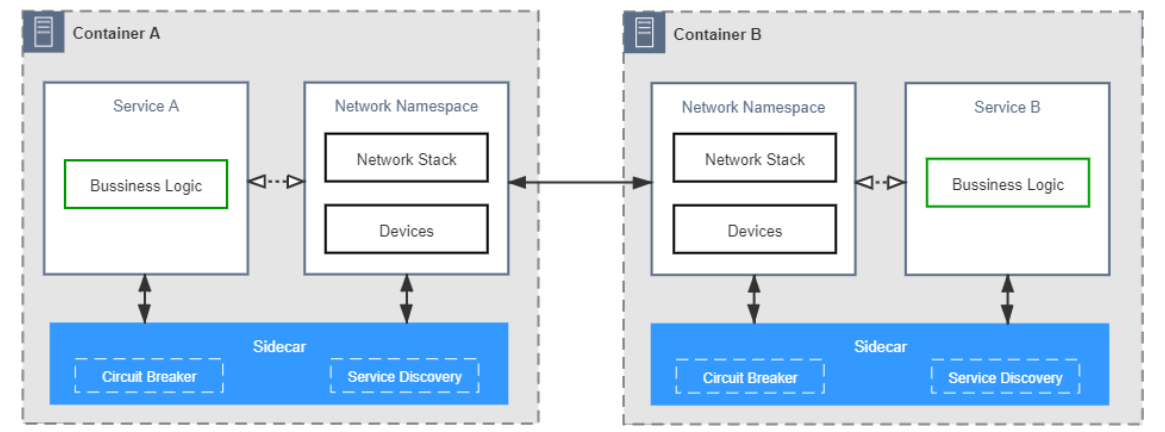 Container A
Service A
Bussiness Logic
Network Namespace
Network Stack
Devices
Sidecar
Circuit Breaker
Service Discovery
Container B
Network Namespace
Network Stack
Devices
Service B
Bussiness Logic
Sidecar
Circuit Breaker
Service Discovery